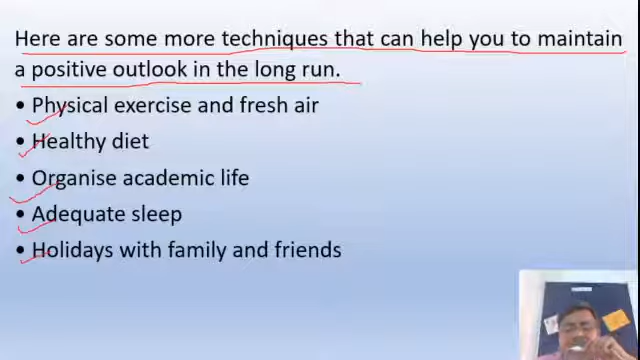 Here are some more techniques that can help you to maintain
a positive outlook in the long run.
• Physical exercise and fresh air
• Healthy diet
• Organise academic life
• Adequate sleep
• Holidays with family and friends